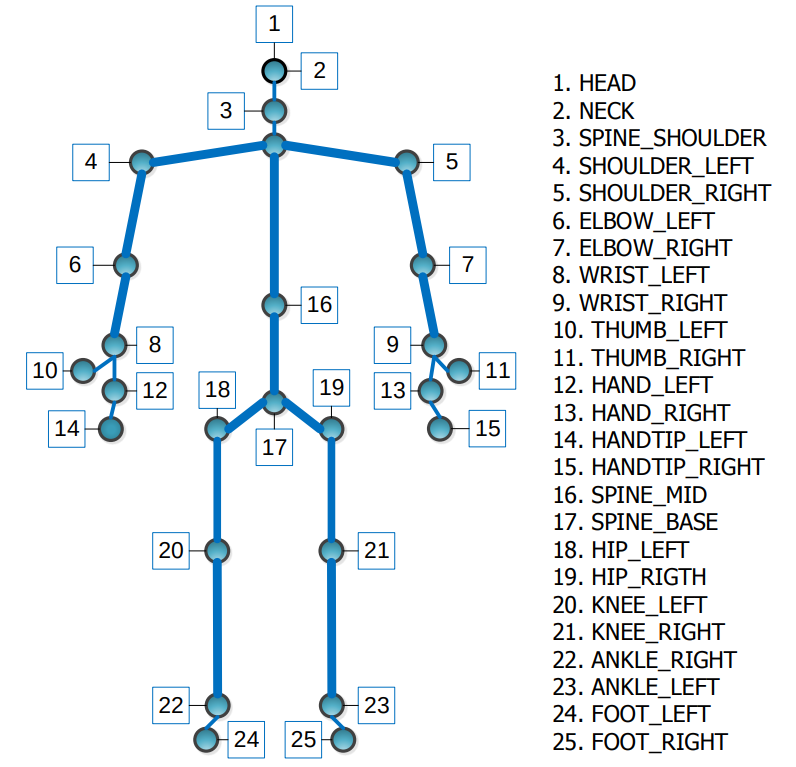 1
2
3
4
5
6
7
8
9
10
11
12
13
14
15
16
17
18
19
20
21
22
23
24
25
1. HEAD
2. NECK
3. SPINE_SHOULDER
4. SHOULDER_LEFT
5. SHOULDER_RIGHT
6. ELBOW_LEFT
7. ELBOW_RIGHT
8. WRIST_LEFT
9. WRIST_RIGHT
10. THUMB_LEFT
11. THUMB_RIGHT
12. HAND_LEFT
13. HAND_RIGHT
14. HANDTIP_LEFT
15. HANDTIP_RIGHT
16. SPINE_MID
17. SPINE_BASE
18. HIP_LEFT
19. HIP_RIGTH
20. KNEE_LEFT
21. KNEE_RIGHT
22. ANKLE_RIGHT
23. ANKLE_LEFT
24. FOOT_LEFT
25. FOOT_RIGHT